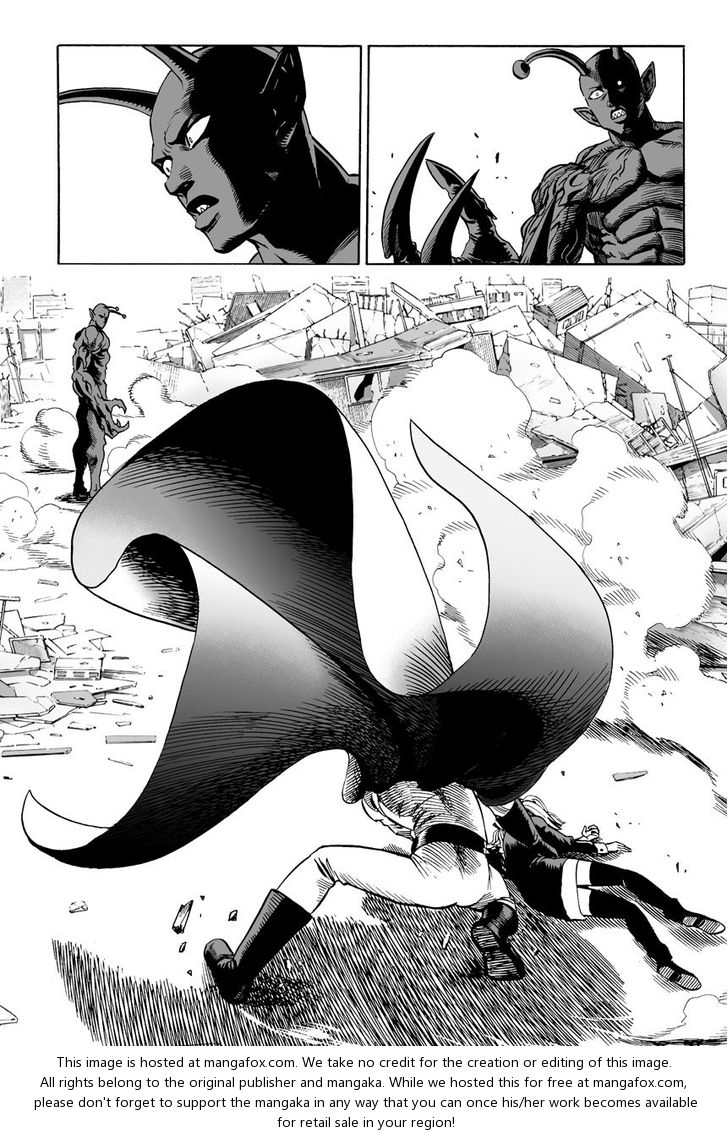 This image is hosted at mangafox.com. We take no credit for the creation or editing of this image.
All rights belong to the original publisher and mangaka. While we hosted this for free at mangafox.com,
please don't forget to support the mangaka in any way that you can once his/her work becomes available
for retail sale in your region!